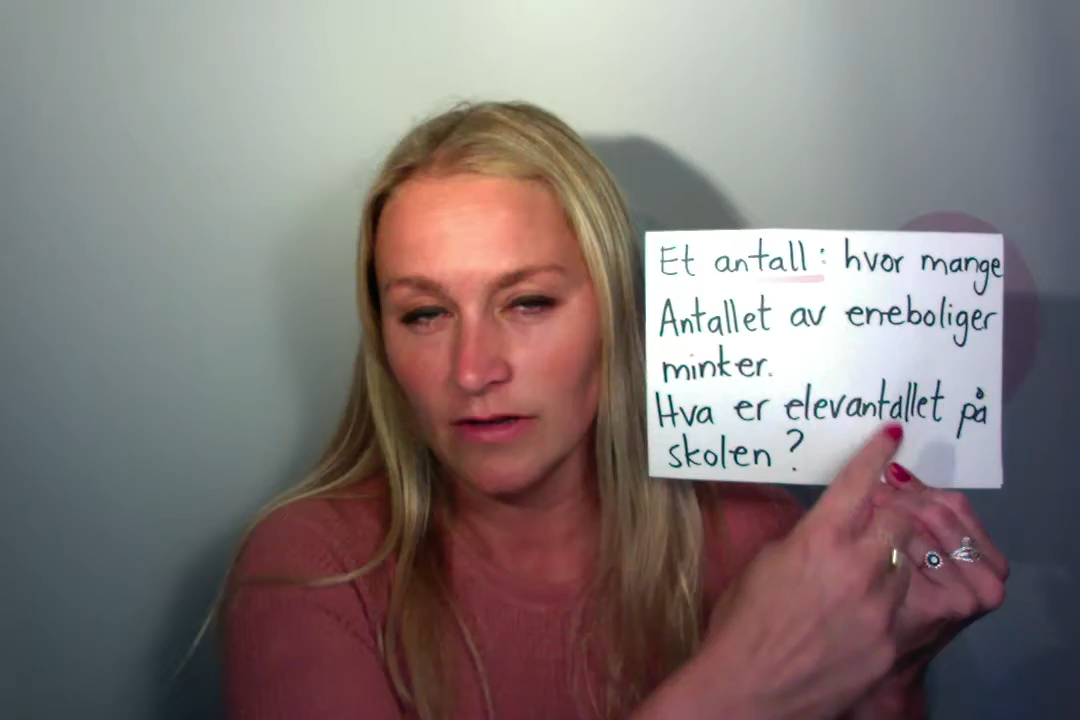 Et antall : hvor mange
Antallet av eneboliger
minker.
Hva er elevantallet på
skolen ?